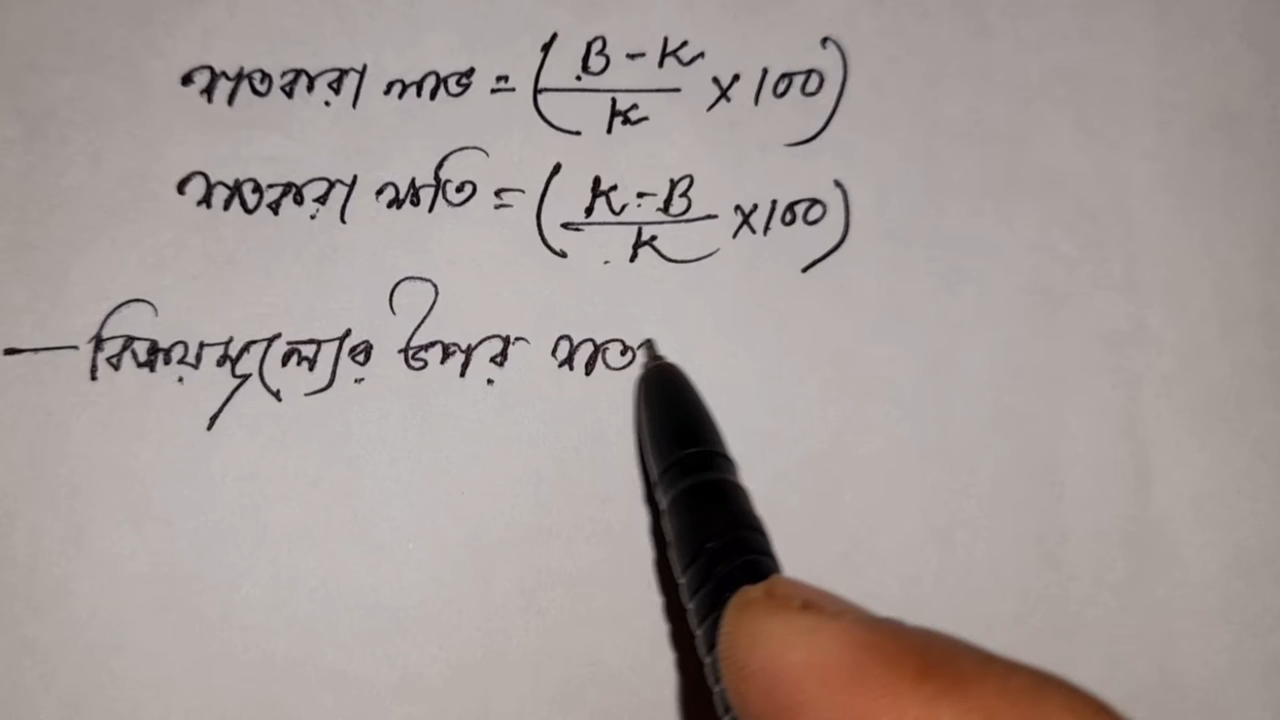 শতকরা লাভ = (B - K / K × 100)
শতকরা ক্ষতি = (K - B / K × 100)
— বিক্রয়মূল্যের উপর শত